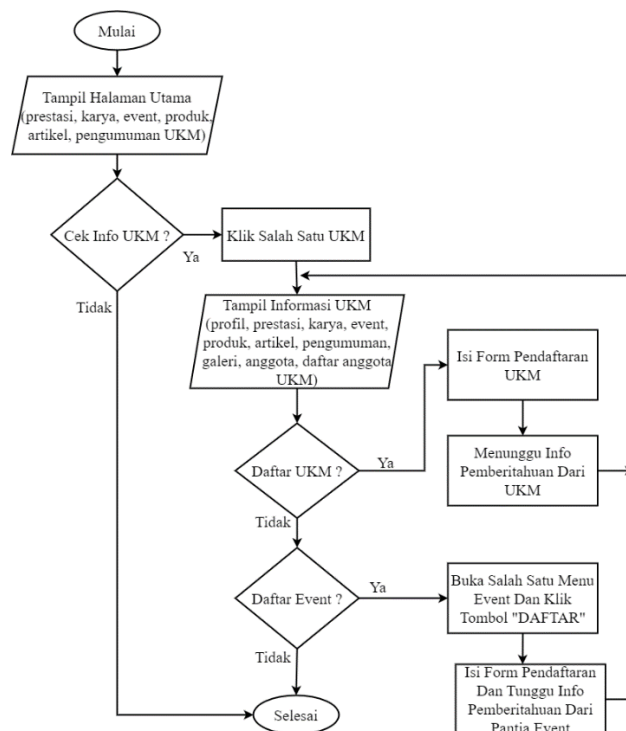 Mulai
Tampil Halaman Utama
(prestasi, karya, event, produk,
artikel, pengumuman UKM)
Cek Info UKM ?
Ya
Klik Salah Satu UKM
Tidak
Tampil Informasi UKM
(profil, prestasi, karya, event,
produk, artikel, pengumuman,
galeri, anggota, daftar anggota
UKM)
Isi Form Pendaftaran
UKM
Daftar UKM ?
Ya
Menunggu Info
Pemberitahuan Dari
UKM
Tidak
Daftar Event ?
Ya
Buka Salah Satu Menu
Event Dan Klik
Tombol "DAFTAR"
Tidak
Isi Form Pendaftaran
Dan Tunggu Info
Pemberitahuan Dari
Pantia Event
Selesai